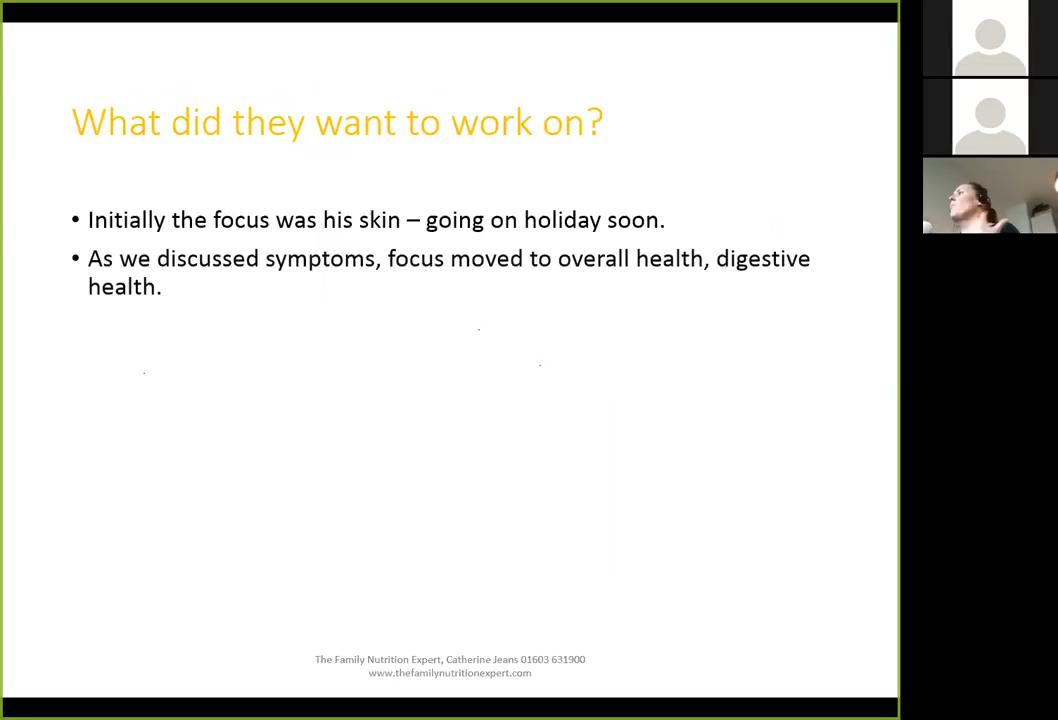 What did they want to work on?
• Initially the focus was his skin – going on holiday soon.
• As we discussed symptoms, focus moved to overall health, digestive
health.
The Family Nutrition Expert, Catherine Jeans 01603 631900
www.thefamilynutritionexpert.com